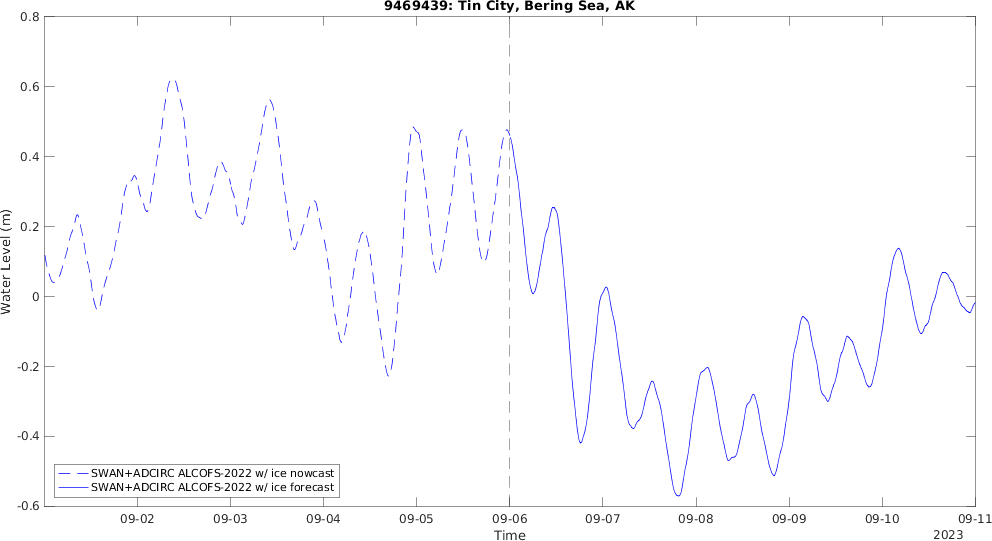 9469439: Tin City, Bering Sea, AK
0.8
0.6
0.4
0.2
0
-0.2
-0.4
-0.6
Water Level (m)
SWAN+ADCIRC ALCOFS-2022 w/ ice nowcast
SWAN+ADCIRC ALCOFS-2022 w/ ice forecast
09-02 09-03 09-04 09-05 09-06 09-07 09-08 09-09 09-10 09-11
Time
2023